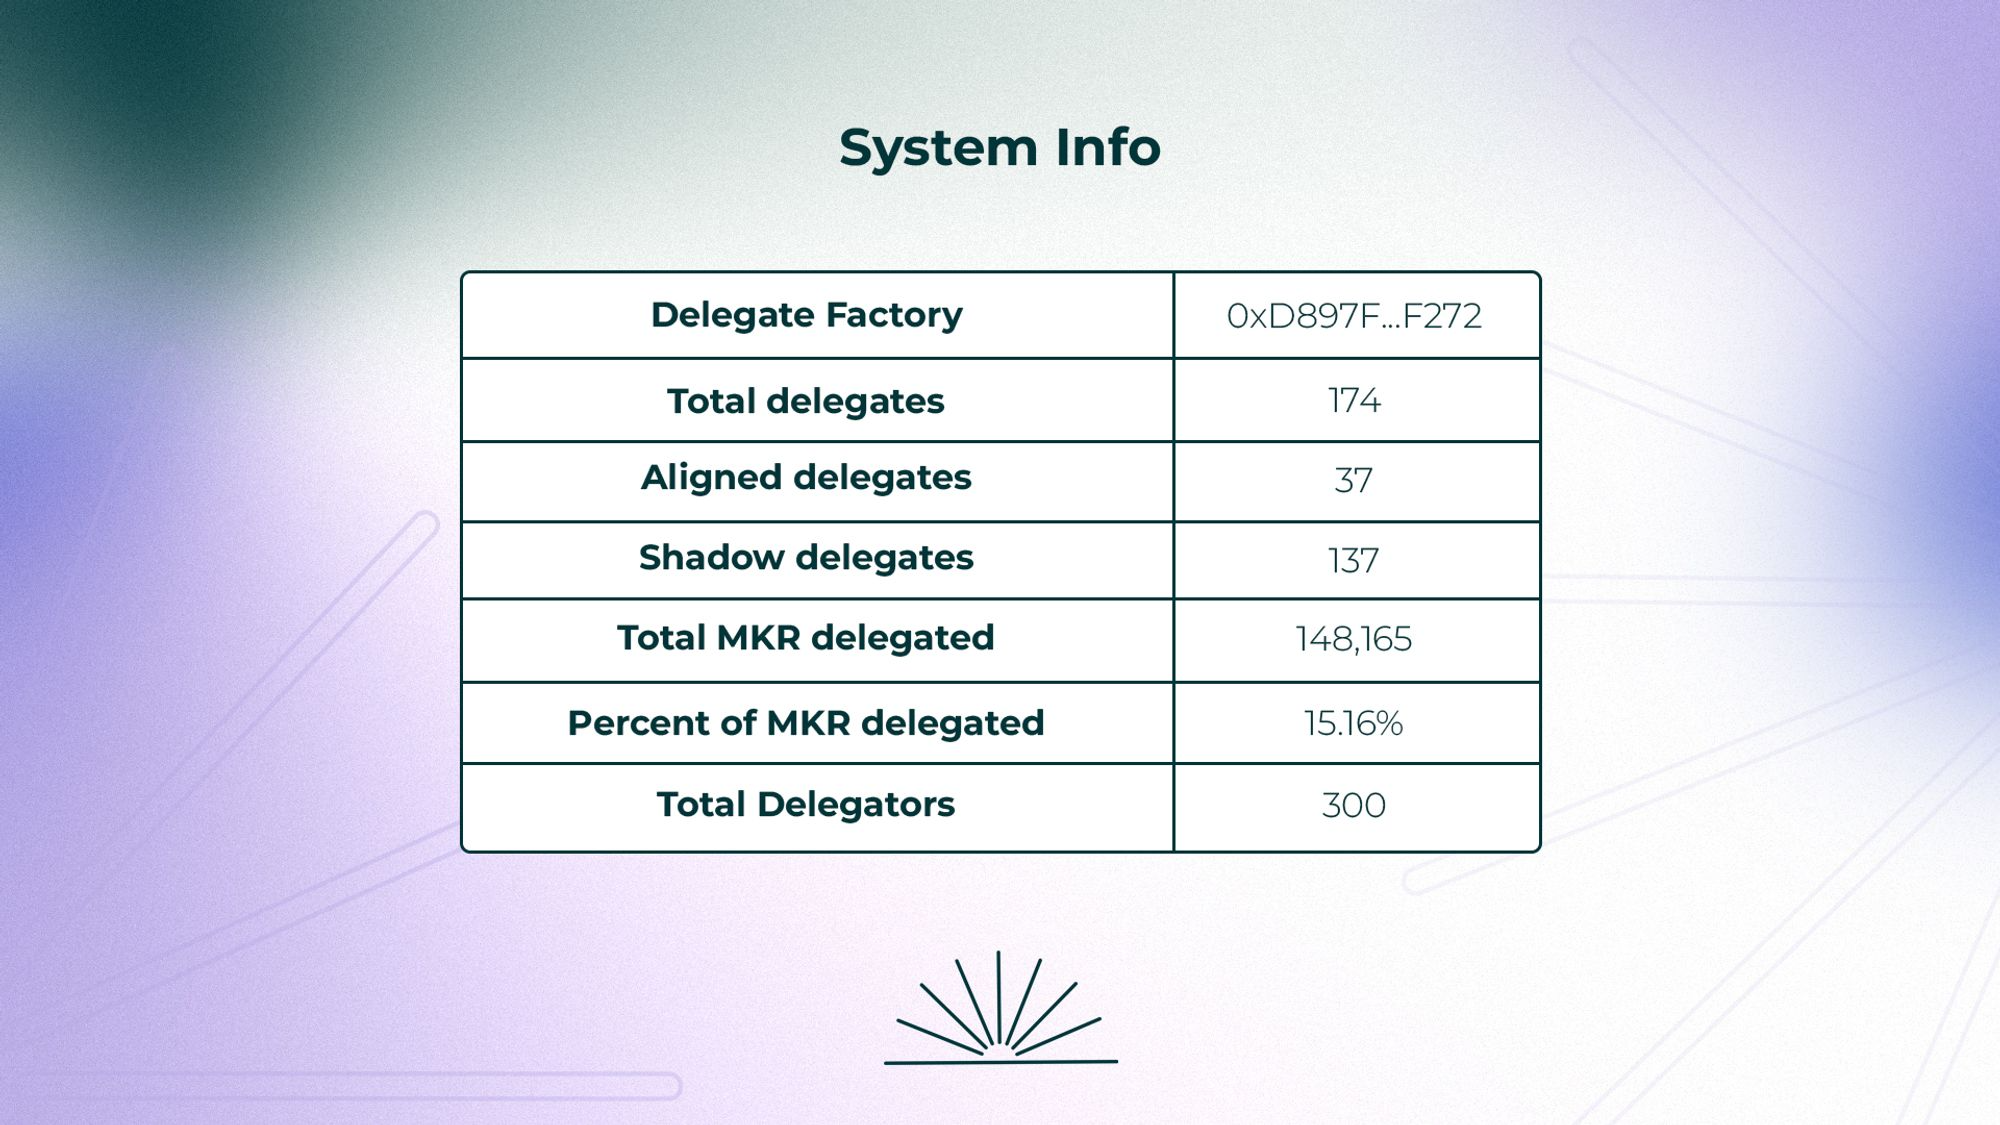 System Info
Delegate Factory 0xD897F...F272
Total delegates 174
Aligned delegates 37
Shadow delegates 137
Total MKR delegated 148,165
Percent of MKR delegated 15.16%
Total Delegators 300